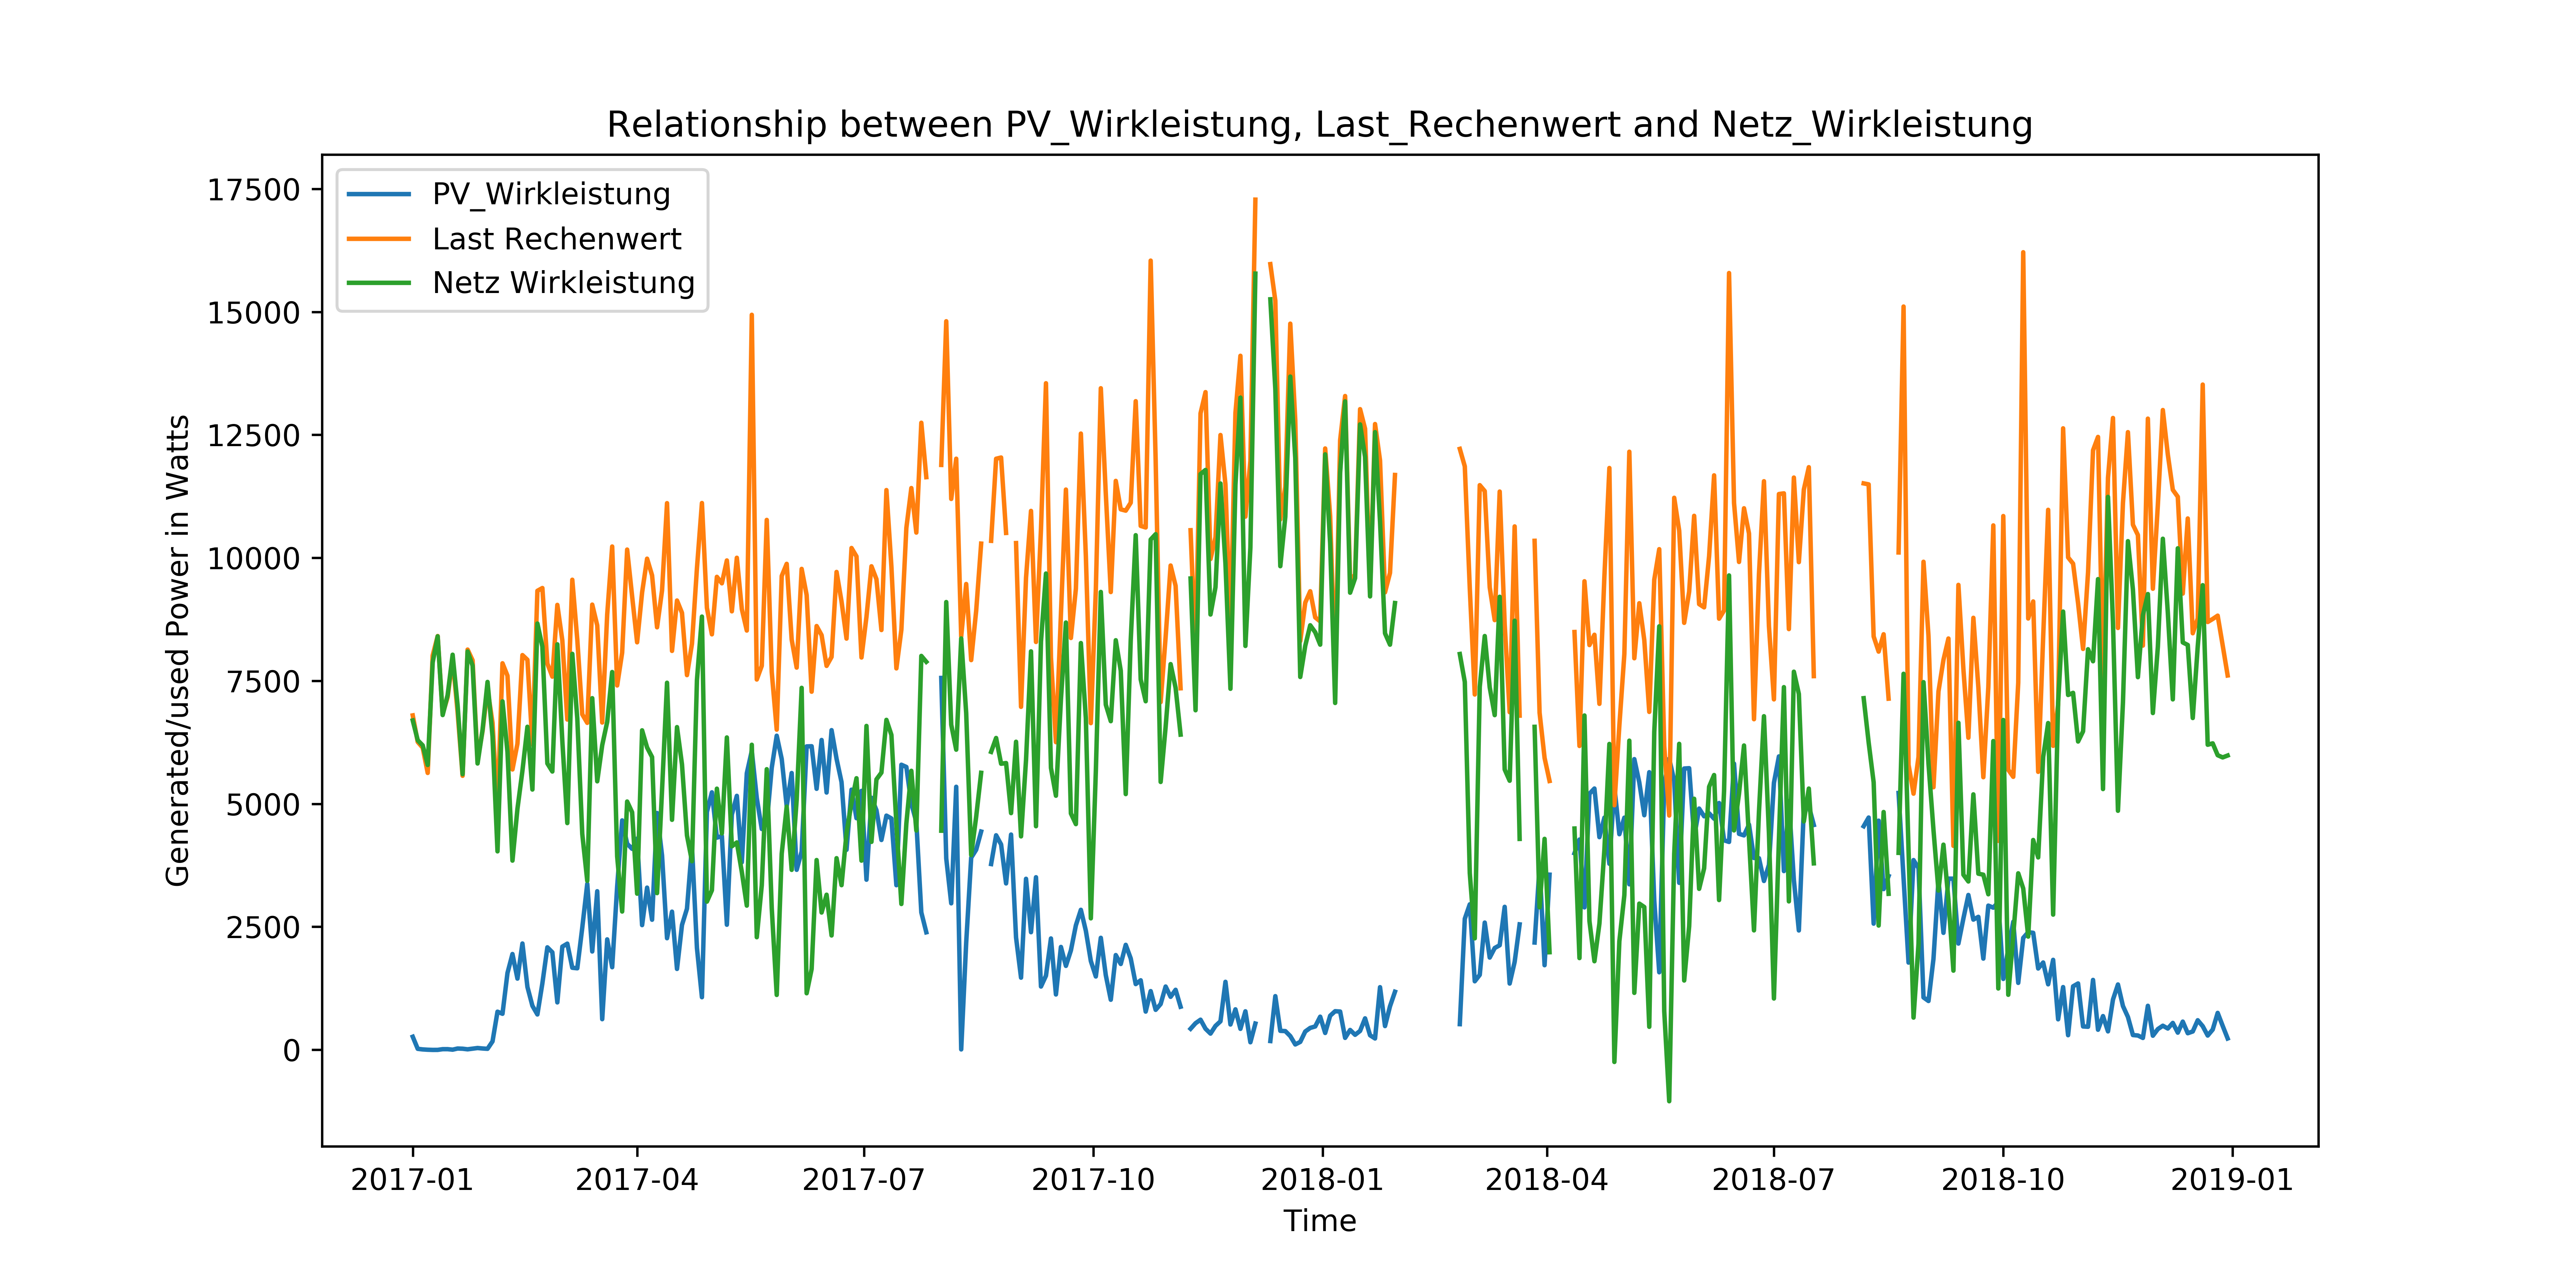 Relationship between PV_Wirkleistung, Last_Rechenwert and Netz_Wirkleistung
PV_Wirkleistung
Last Rechenwert
Netz Wirkleistung
Generated/used Power in Watts
17500
15000
12500
10000
7500
5000
2500
0
2017-01 2017-04 2017-07 2017-10 2018-01 2018-04 2018-07 2018-10 2019-01
Time